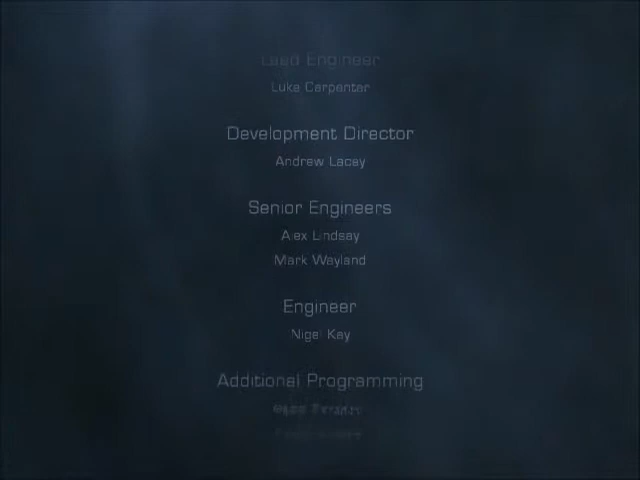 Lead Engineer
Luke Carpenter
Development Director
Andrew Lacey
Senior Engineers
Alex Lindsay
Mark Wayland
Engineer
Nigel Kay
Additional Programming